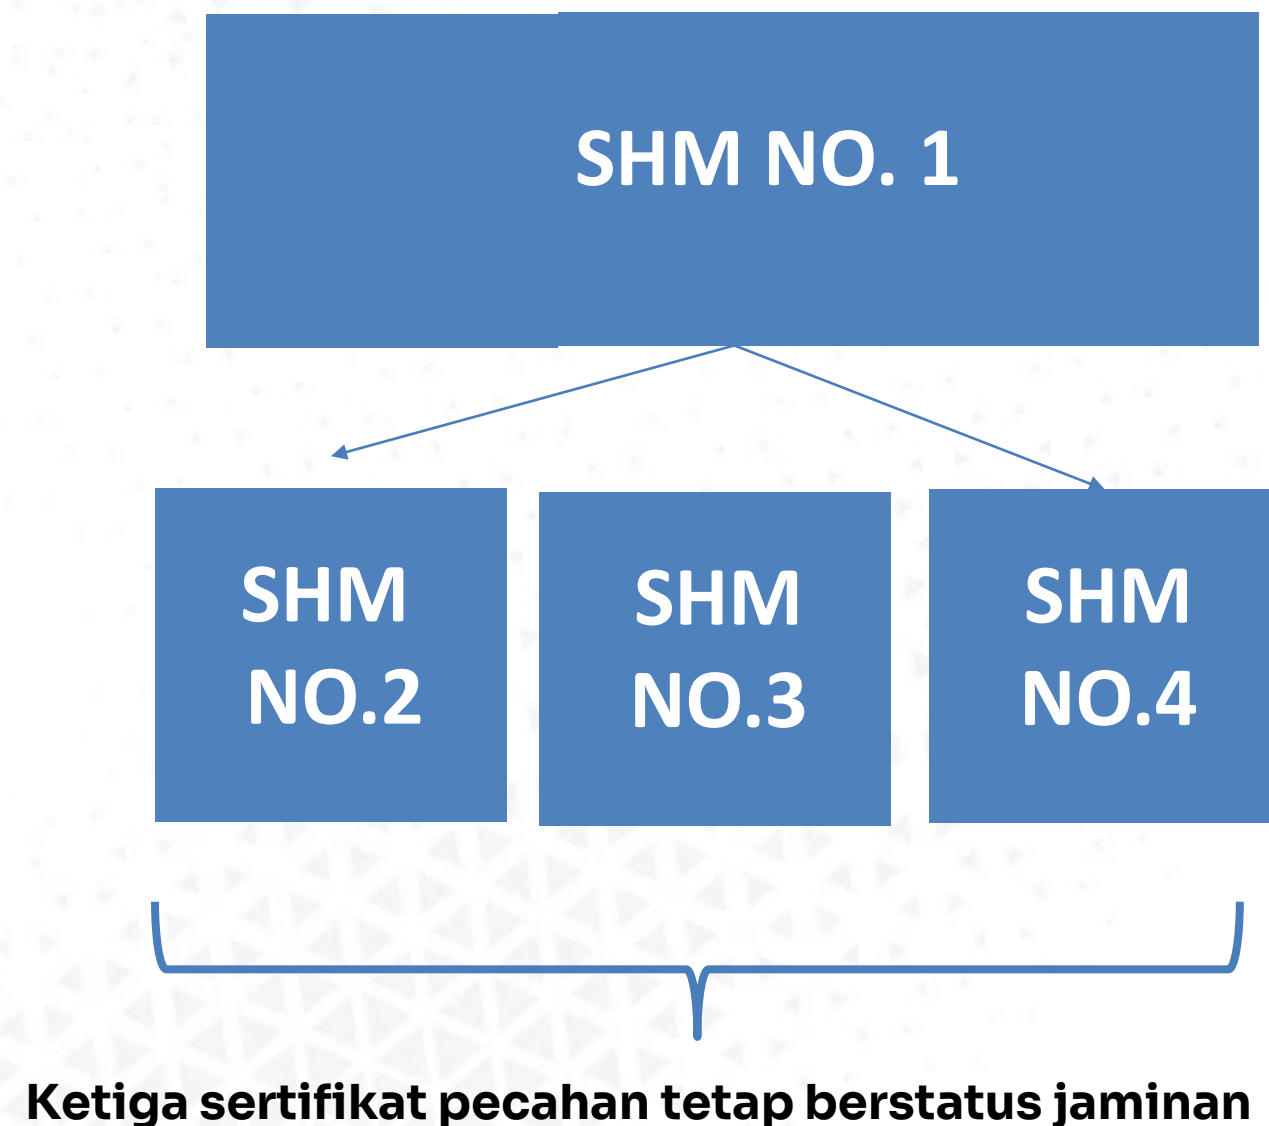 SHM NO. 1
SHM
NO.2
SHM
NO.3
SHM
NO.4
Ketiga sertifikat pecahan tetap berstatus jaminan